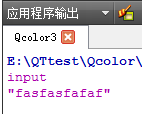 应用程序输出
Qcolor3
E:\QTtest\Qcolor\
input
"fasfasfafaf"